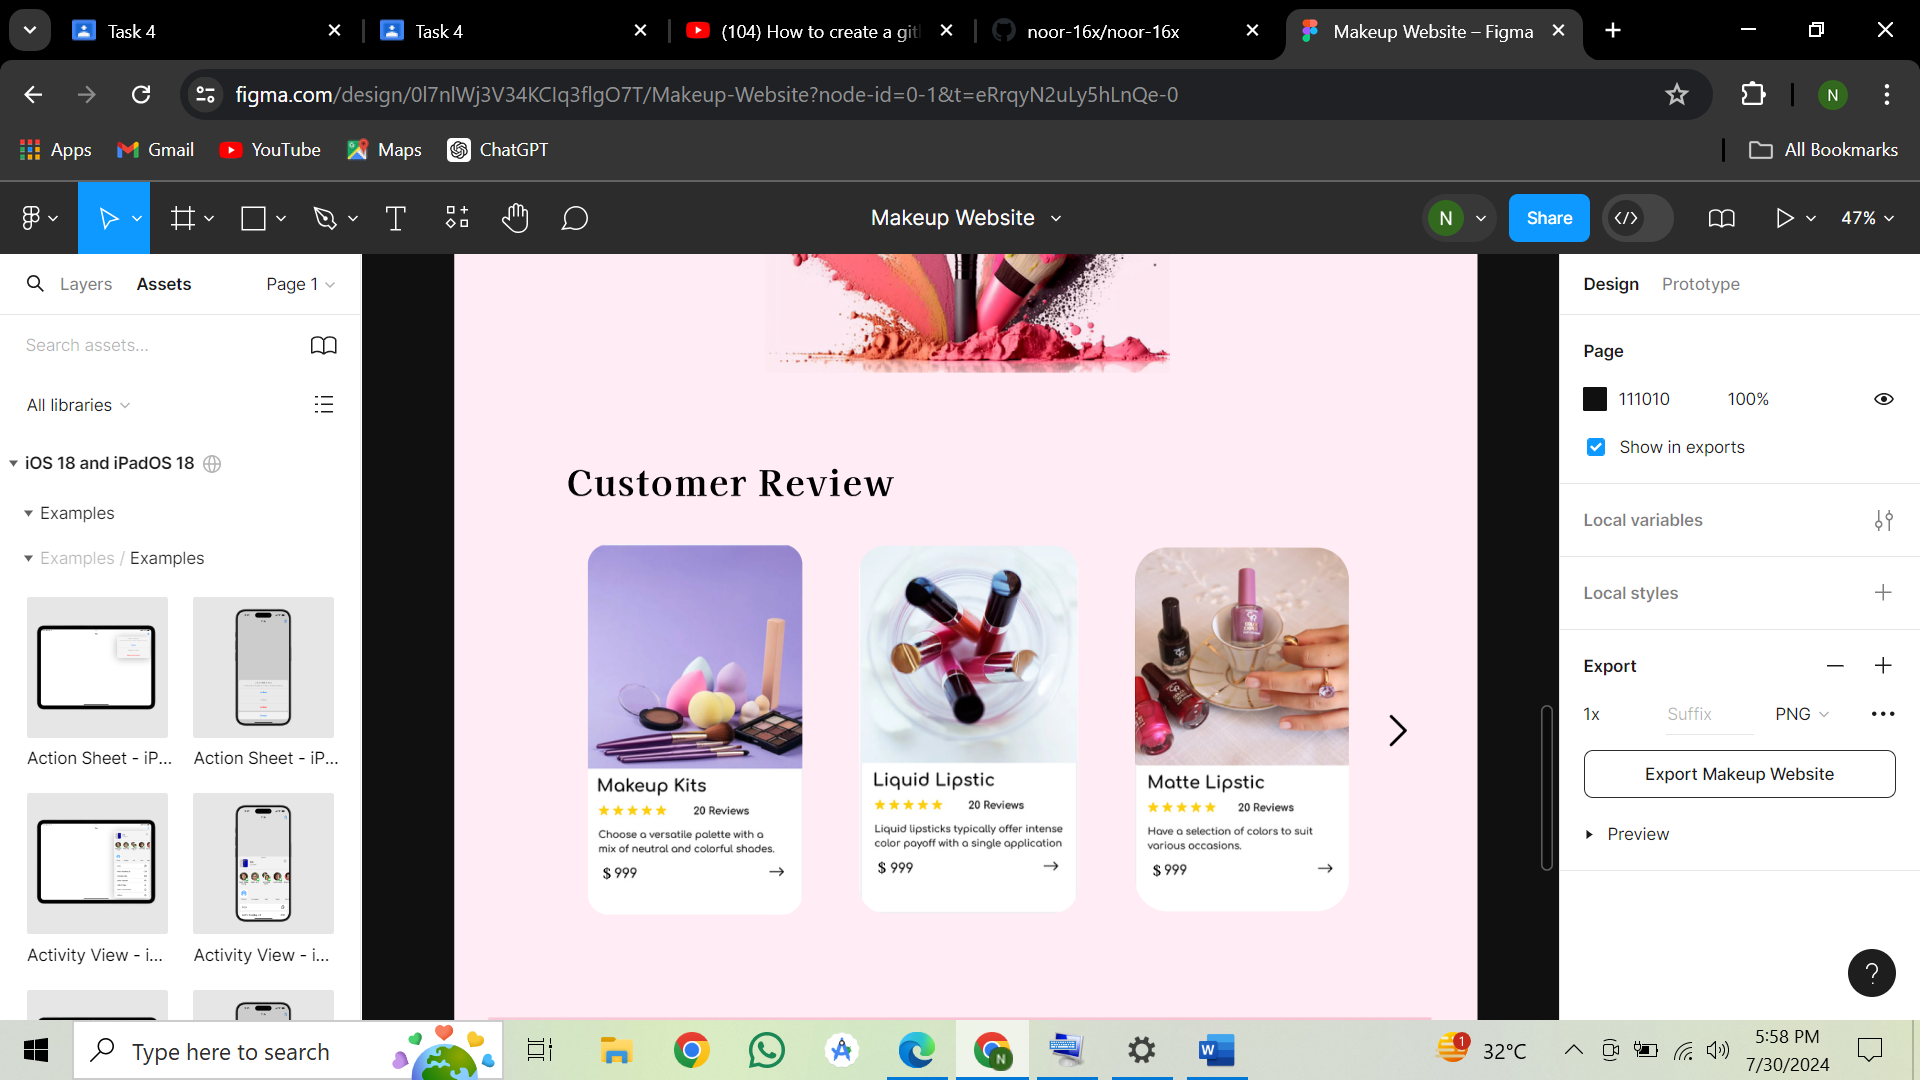 Task 4
Task 4
(104) How to create a git
noor-16x/noor-16x
Makeup Website – Figma
figma.com/design/0l7nlWj3V34KCIq3flgO7T/Makeup-Website?node-id=0-1&t=eRrqyN2uLy5hLnQe-0
N
Apps
Gmail
YouTube
Maps
ChatGPT
All Bookmarks
Makeup Website
N
Share
47%
Layers
Assets
Page 1
Search assets...
All libraries
iOS 18 and iPadOS 18
Examples
Examples / Examples
Action Sheet - iP...
Action Sheet - iP...
Activity View - i...
Activity View - i...
Customer Review
Makeup Kits
20 Reviews
Choose a versatile palette with a
mix of neutral and colorful shades.
$ 999
Liquid Lipstic
20 Reviews
Liquid lipsticks typically offer intense
color payoff with a single application
$ 999
Matte Lipstic
20 Reviews
Have a selection of colors to suit
various occasions.
$ 999
Design
Prototype
Page
111010
100%
Show in exports
Local variables
Local styles
Export
1x
Suffix
PNG
Export Makeup Website
Preview
?
Type here to search
N
W
1
32°C
5:58 PM
7/30/2024